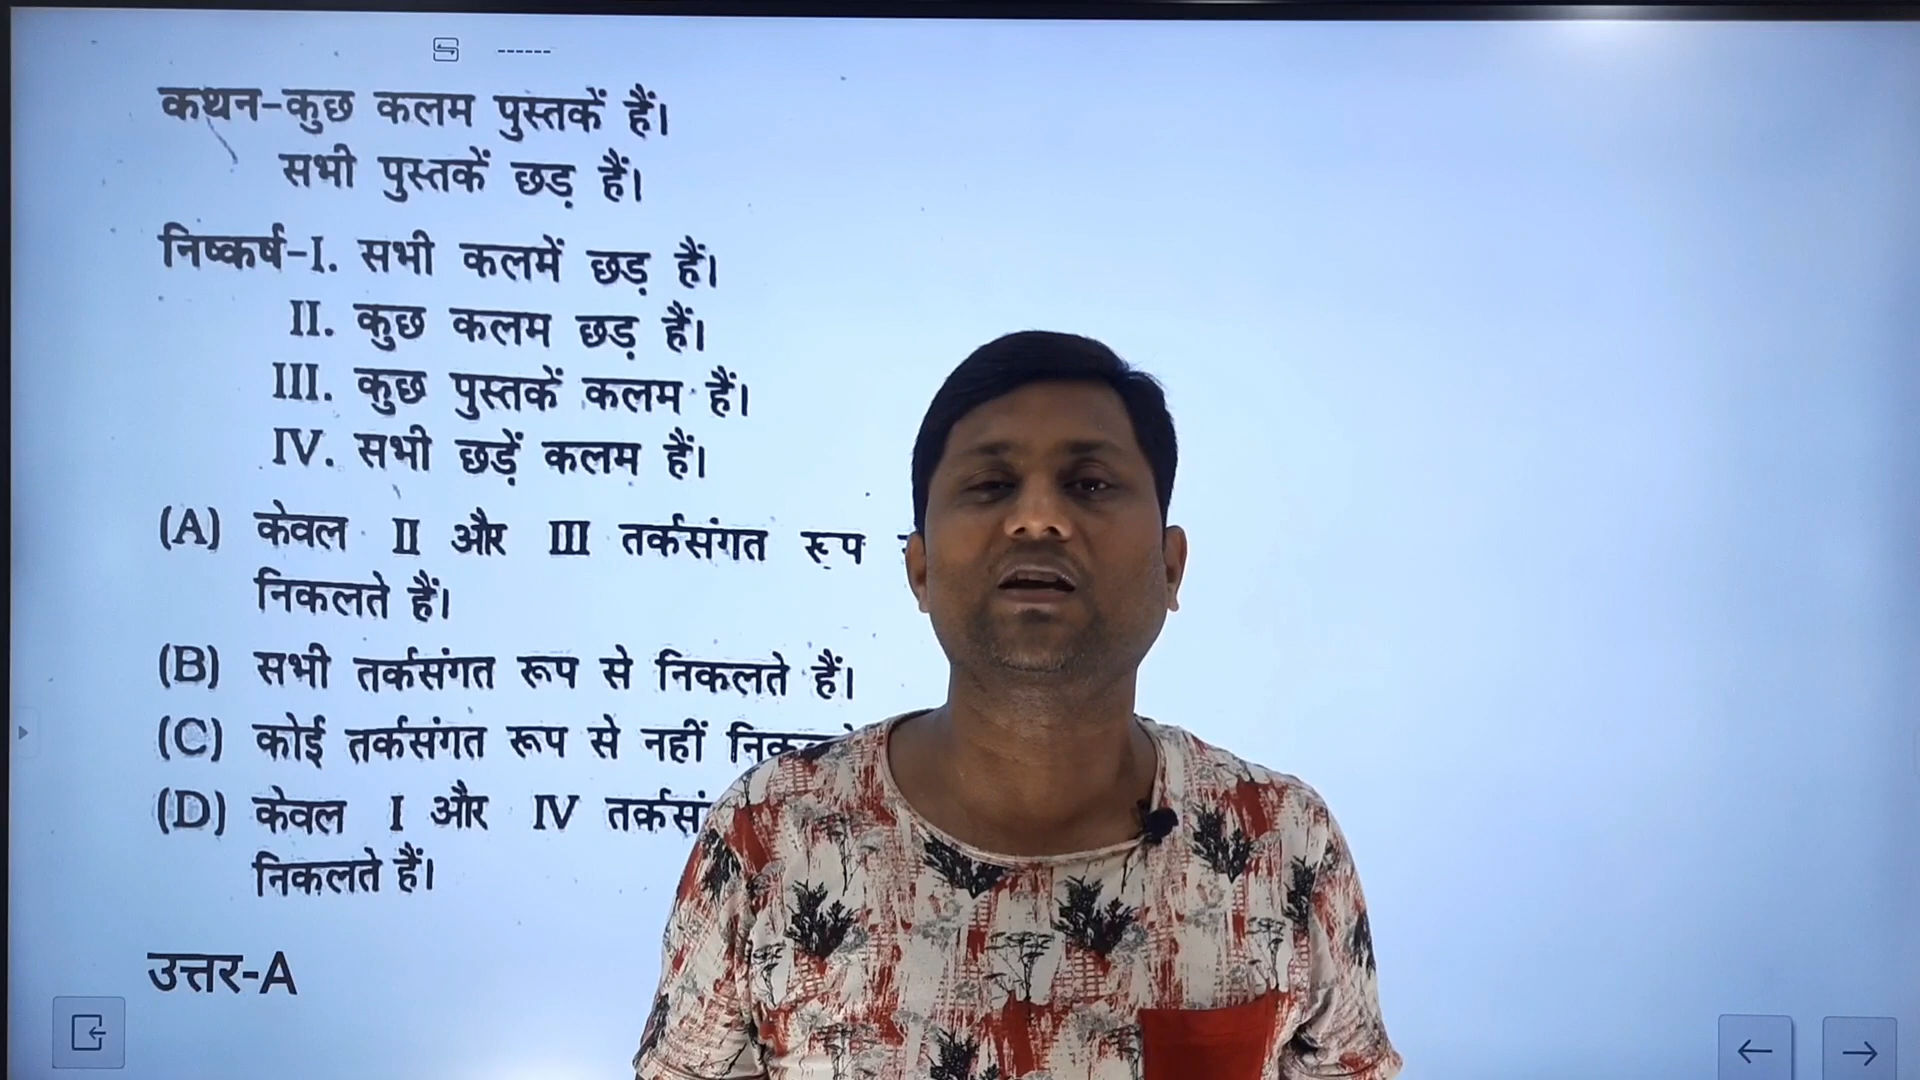 कथन-कुछ कलम पुस्तकें हैं।
सभी पुस्तकें छड़ हैं।
निष्कर्ष-I. सभी कलमें छड़ हैं।
II. कुछ कलम छड़ हैं।
III. कुछ पुस्तकें कलम हैं।
IV. सभी छड़ें कलम हैं।
(A) केवल II और III तर्कसंगत रूप
निकलते हैं।
(B) सभी तर्कसंगत रूप से निकलते हैं।
(C) कोई तर्कसंगत रूप से नहीं
(D) केवल I और IV
निकलते हैं।
उत्तर-A